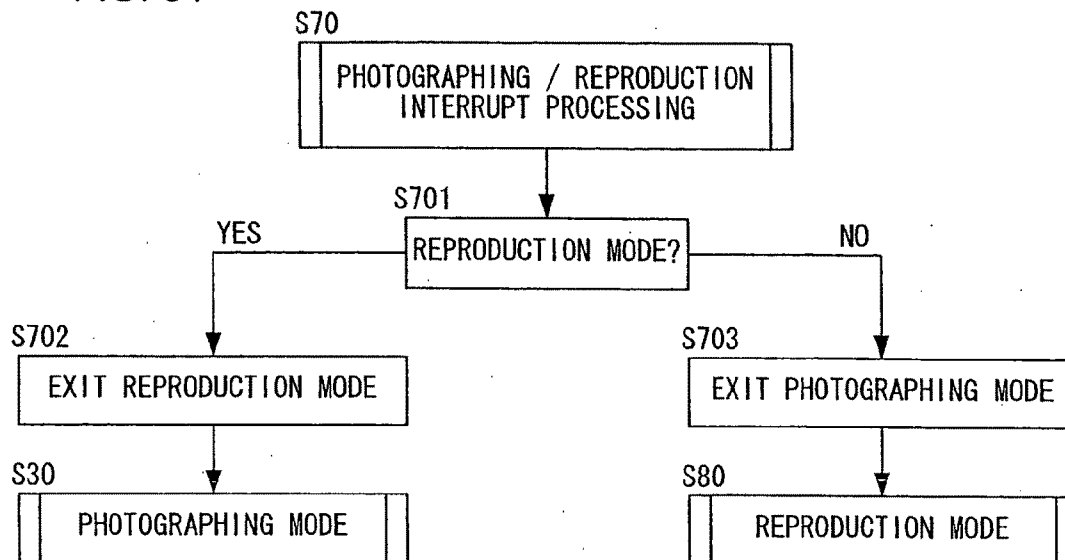 S70
PHOTOGRAPHING / REPRODUCTION
INTERRUPT PROCESSING
S701
YES
REPRODUCTION MODE?
NO
S702
EXIT REPRODUCTION MODE
S703
EXIT PHOTOGRAPHING MODE
S30
PHOTOGRAPHING MODE
S80
REPRODUCTION MODE